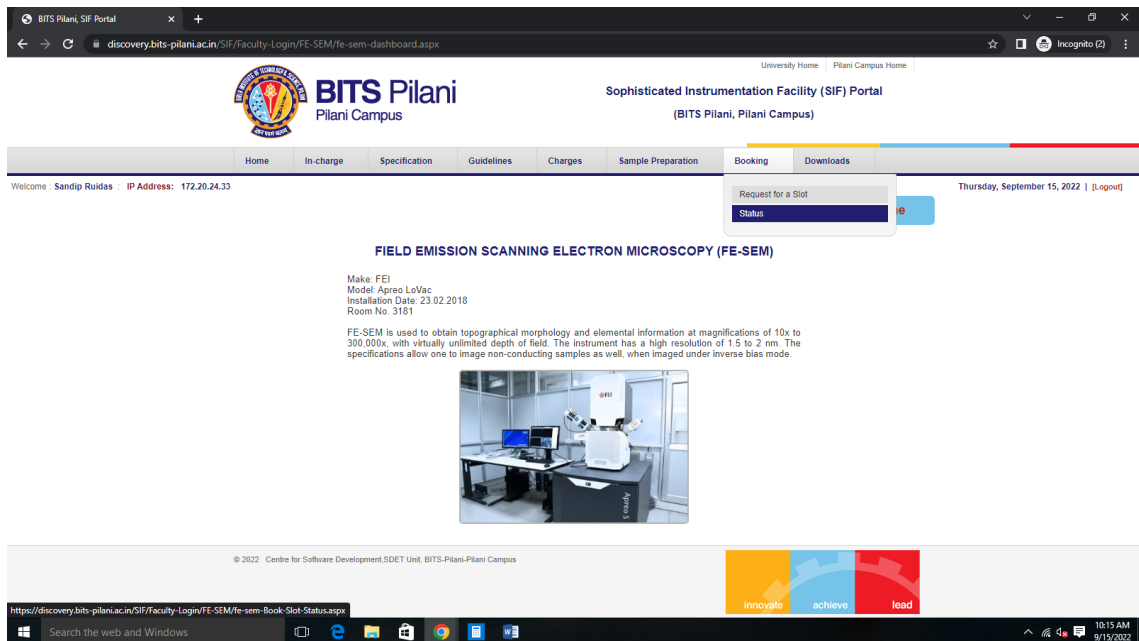 BITS Pilani, SIF Portal
discovery.bits-pilani.ac.in/SIF/Faculty-Login/FE-SEM/fe-sem-dashboard.aspx
Incognito (2)
University Home Pilani Campus Home
BITS Pilani
Pilani Campus
Sophisticated Instrumentation Facility (SIF) Portal
(BITS Pilani, Pilani Campus)
Home In-charge Specification Guidelines Charges Sample Preparation Booking Downloads
Welcome : Sandip Ruidas : IP Address: 172.20.24.33
Thursday, September 15, 2022 | [Logout]
Request for a Slot
Status
FIELD EMISSION SCANNING ELECTRON MICROSCOPY (FE-SEM)
Make: FEI
Model: Apreo LoVac
Installation Date: 23.02.2018
Room No. 3181
FE-SEM is used to obtain topographical morphology and elemental information at magnifications of 10x to
300,000x, with virtually unlimited depth of field. The instrument has a high resolution of 1.5 to 2 nm. The
specifications allow one to image non-conducting samples as well, when imaged under inverse bias mode.
FEI
Apreo S
© 2022 Centre for Software Development,SDET Unit, BITS-Pilani-Pilani Campus
innovate achieve lead
https://discovery.bits-pilani.ac.in/SIF/Faculty-Login/FE-SEM/fe-sem-Book-Slot-Status.aspx
Search the web and Windows
10:15 AM
9/15/2022